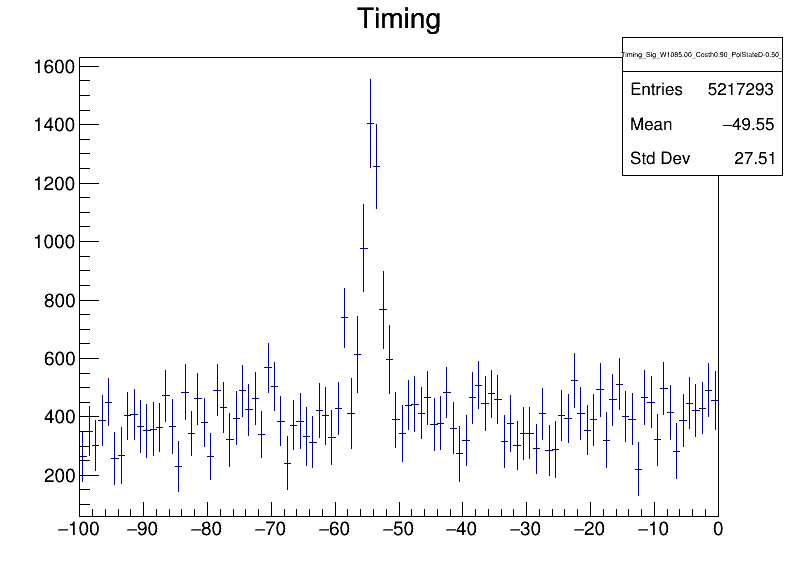 Timing
Timing_Sig_W1085.00_Costh0.90_PolStateD-0.50_
Entries 5217293
Mean −49.55
Std Dev 27.51
1600
1400
1200
1000
800
600
400
200
−100 −90 −80 −70 −60 −50 −40 −30 −20 −10 0